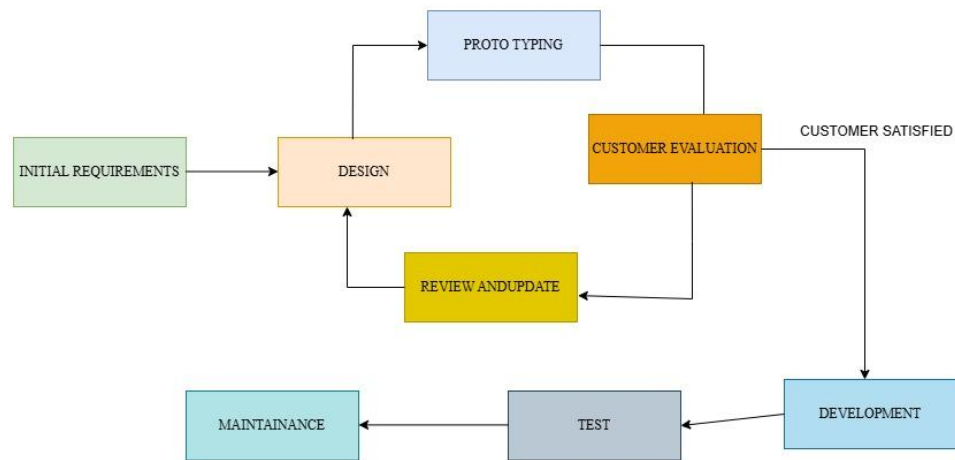 PROTO TYPING
CUSTOMER SATISFIED
INITIAL REQUIREMENTS
DESIGN
CUSTOMER EVALUATION
REVIEW ANDUPDATE
MAINTAINANCE
TEST
DEVELOPMENT